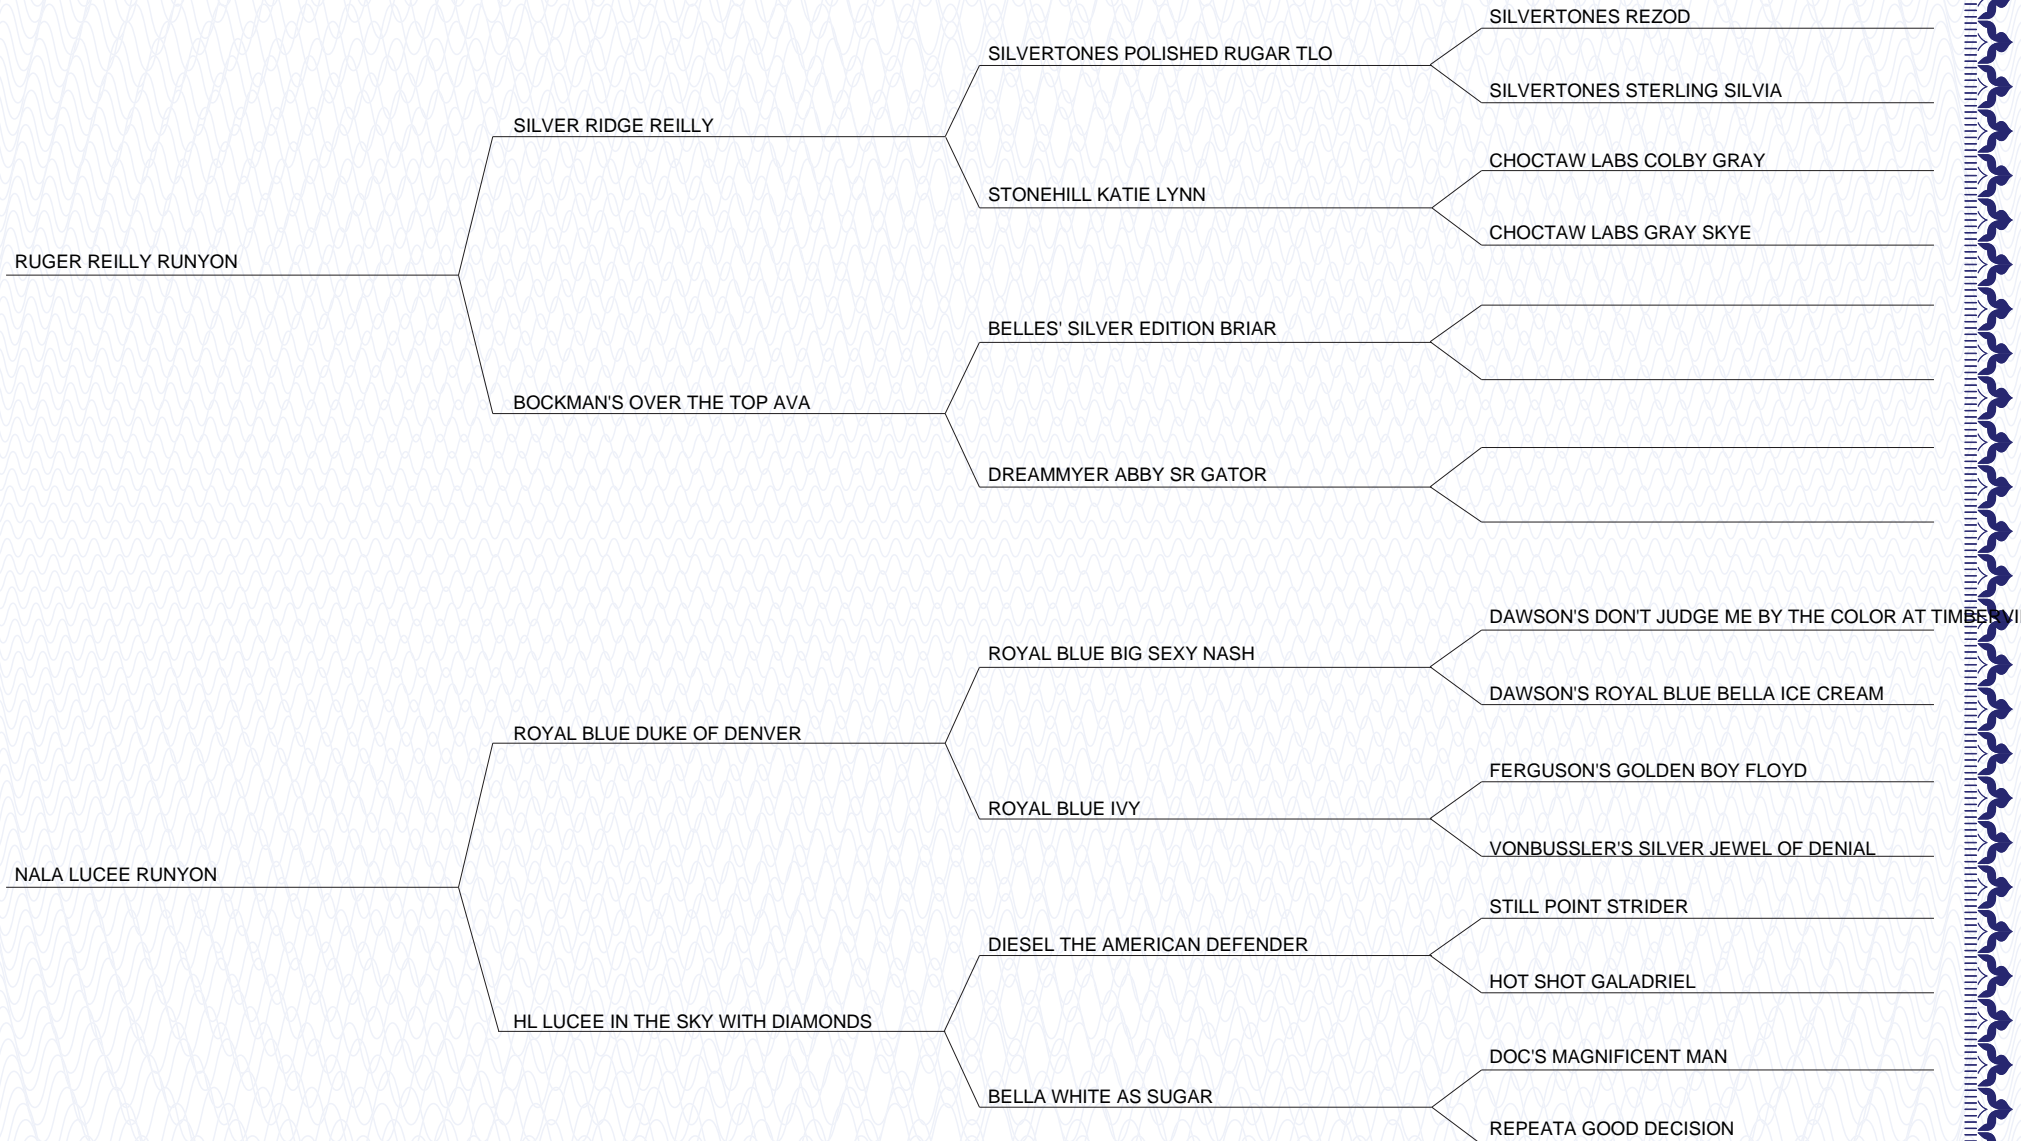 SILVERTONES REZOD
SILVERTONES POLISHED RUGAR TLO
SILVERTONES STERLING SILVIA
SILVER RIDGE REILLY
CHOCTAW LABS COLBY GRAY
STONEHILL KATIE LYNN
CHOCTAW LABS GRAY SKYE
RUGER REILLY RUNYON
BELLES' SILVER EDITION BRIAR
BOCKMAN'S OVER THE TOP AVA
DREAMMYER ABBY SR GATOR
DAWSON'S DON'T JUDGE ME BY THE COLOR AT
ROYAL BLUE BIG SEXY NASH
DAWSON'S ROYAL BLUE BELLA ICE CREAM
ROYAL BLUE DUKE OF DENVER
FERGUSON'S GOLDEN BOY FLOYD
ROYAL BLUE IVY
VONBUSSLER'S SILVER JEWEL OF DENIAL
NALA LUCEE RUNYON
STILL POINT STRIDER
DIESEL THE AMERICAN DEFENDER
HOT SHOT GALADRIEL
HL LUCEE IN THE SKY WITH DIAMONDS
DOC'S MAGNIFICENT MAN
BELLA WHITE AS SUGAR
REPEATA GOOD DECISION